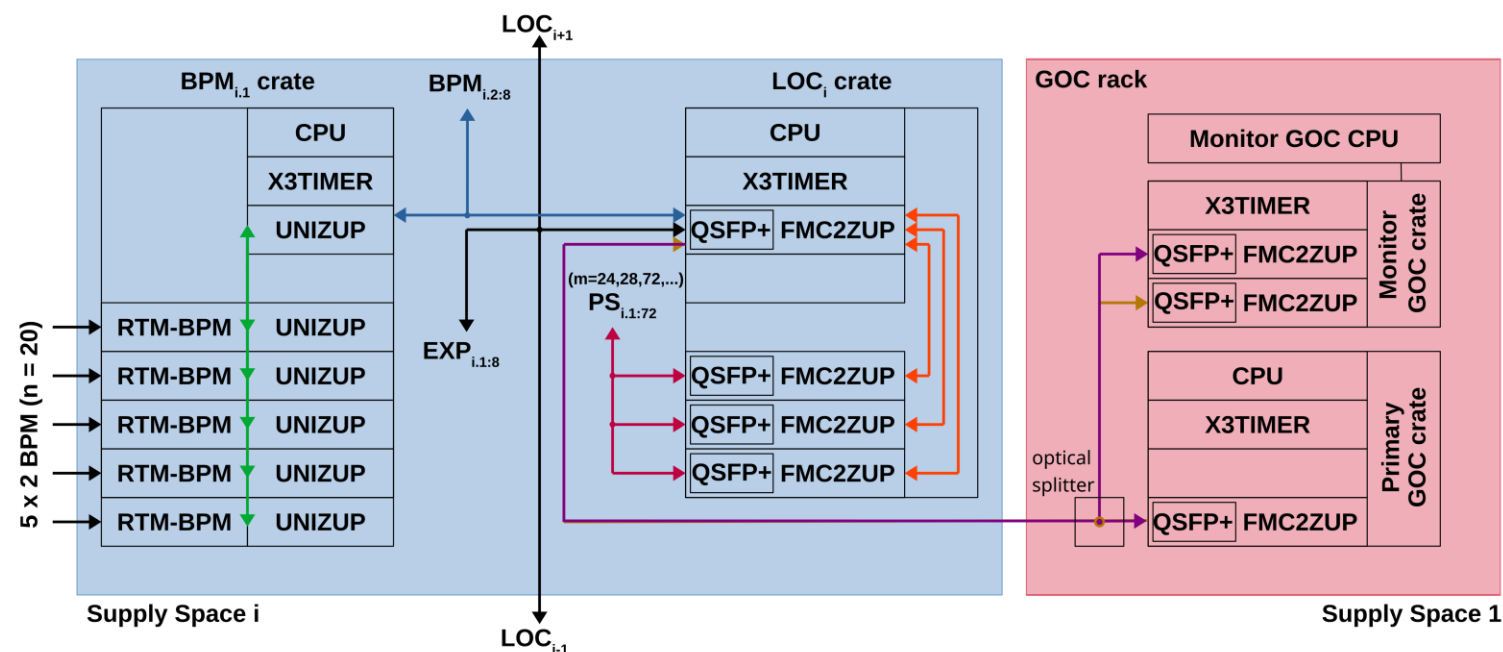 LOCi+1
BPMi.1 crate
BPMi.2:8
LOCi crate
GOC rack
CPU
X3TIMER
UNIZUP
RTM-BPM UNIZUP
RTM-BPM UNIZUP
RTM-BPM UNIZUP
RTM-BPM UNIZUP
RTM-BPM UNIZUP
5 x 2 BPM (n = 20)
EXPi.1:8
(m=24,28,72,...)
PSi.1:72
CPU
X3TIMER
QSFP+ FMC2ZUP
QSFP+ FMC2ZUP
QSFP+ FMC2ZUP
QSFP+ FMC2ZUP
Monitor GOC CPU
X3TIMER
QSFP+ FMC2ZUP
QSFP+ FMC2ZUP
Monitor
GOC crate
CPU
X3TIMER
QSFP+ FMC2ZUP
Primary
GOC crate
optical
splitter
Supply Space i
LOCi-1
Supply Space 1